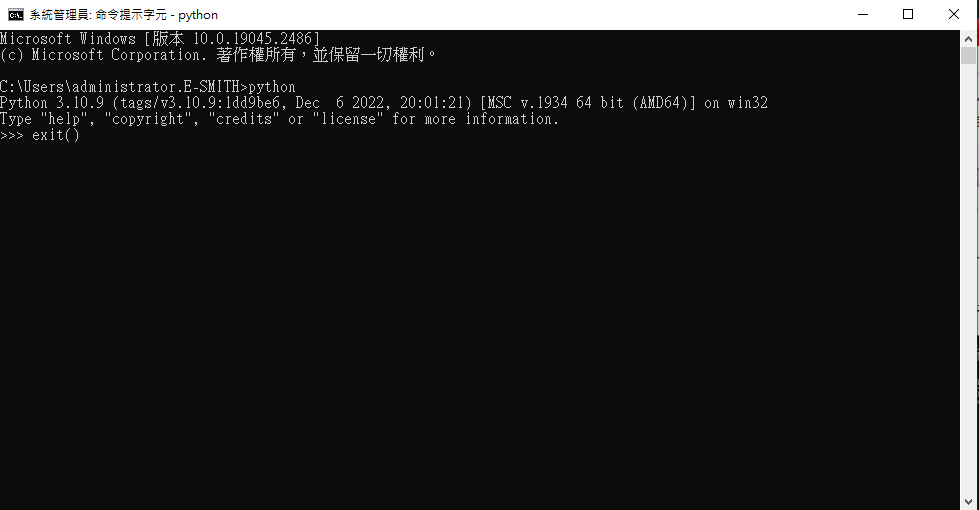 系統管理員: 命令提示字元 - python
Microsoft Windows [版本 10.0.19045.2486]
(c) Microsoft Corporation. 著作權所有，並保留一切權利。
C:\Users\administrator.E-SMITH>python
Python 3.10.9 (tags/v3.10.9:1dd9be6, Dec  6 2022, 20:01:21) [MSC v.1934 64 bit (AMD64)] on win32
Type "help", "copyright", "credits" or "license" for more information.
>>> exit()